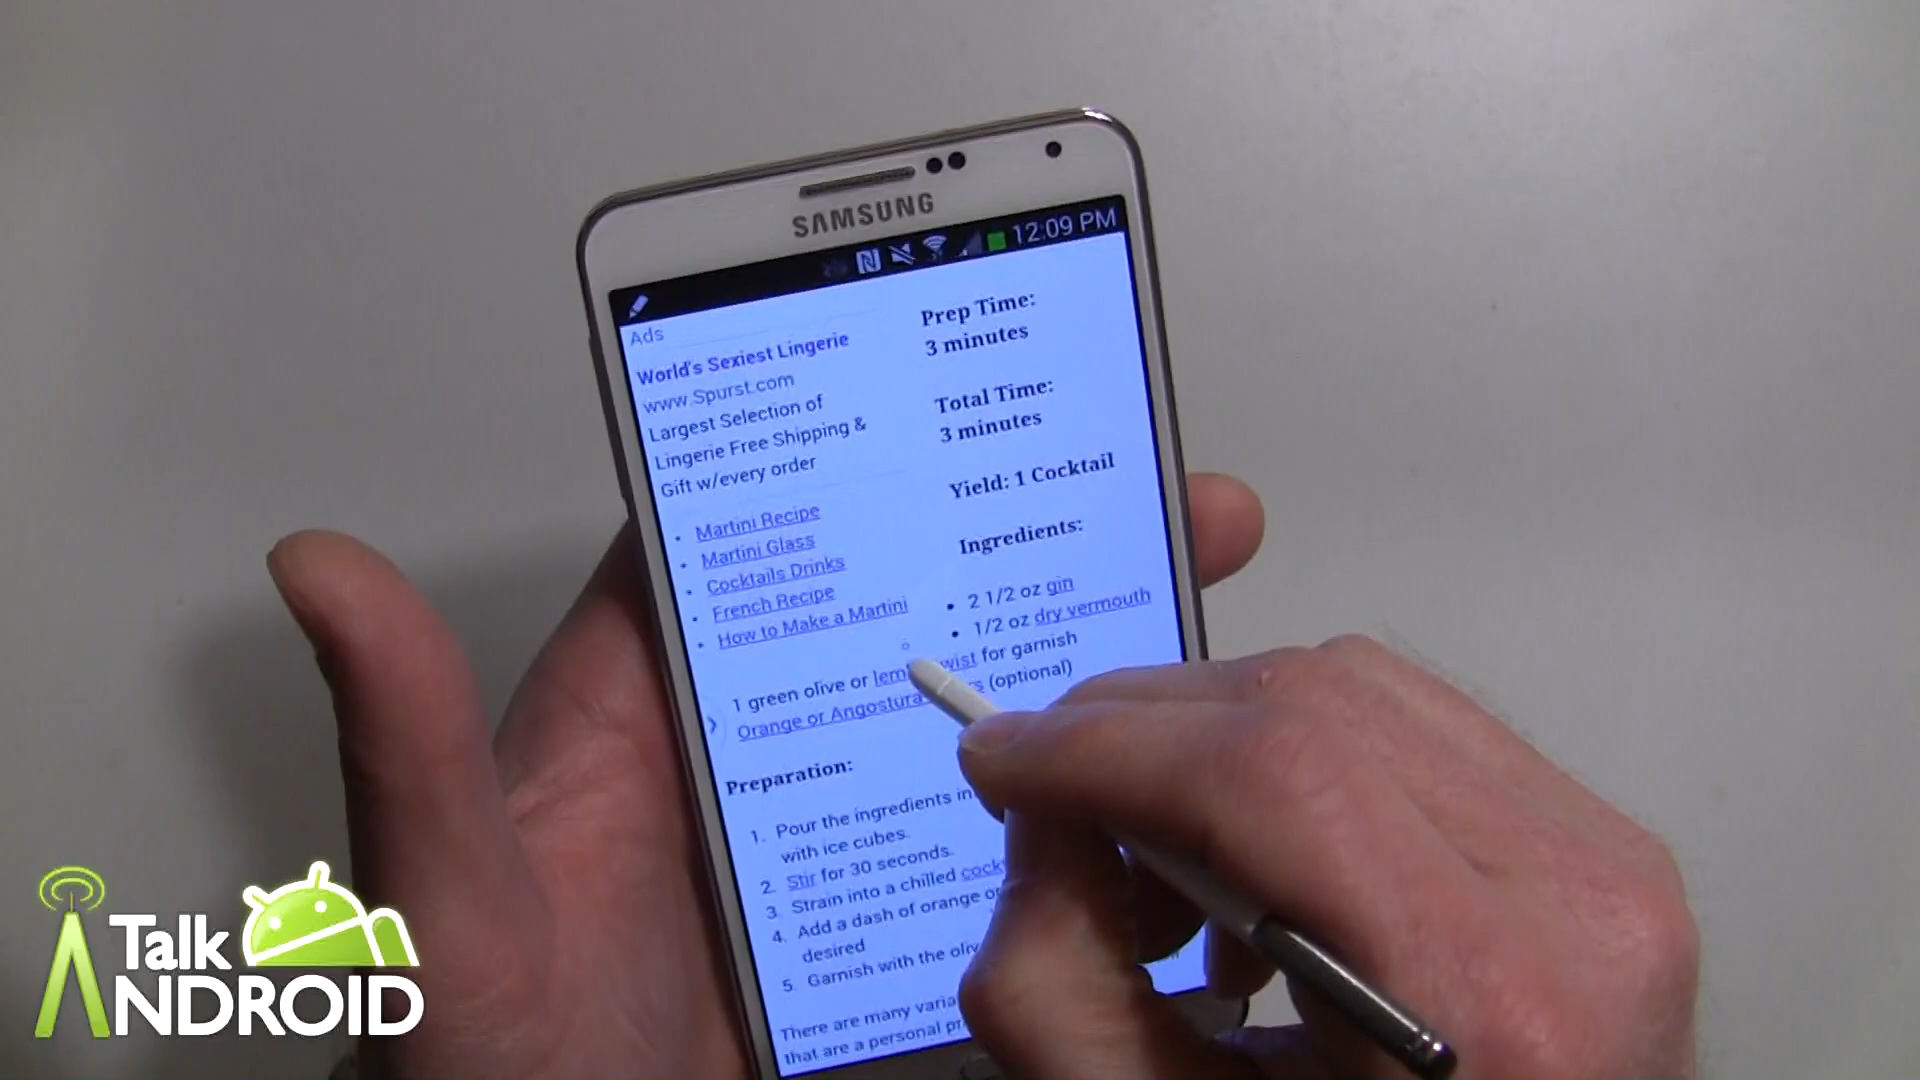 SAMSUNG
12:09 PM
Ads
World's Sexiest Lingerie
www.Spurst.com
Largest Selection of
Lingerie Free Shipping &
Gift w/every order
• Martini Recipe
• Martini Glass
• Cocktails Drinks
• French Recipe
• How to Make a Martini
Prep Time:
3 minutes
Total Time:
3 minutes
Yield: 1 Cocktail
Ingredients:
• 2 1/2 oz gin
• 1/2 oz dry vermouth
1 green olive or for garnish
Orange or Angostura (optional)
Preparation:
1. Pour the ingredients in
with ice cubes.
2. Stir for 30 seconds.
3. Strain into a chilled
4. Add a dash of orange
desired
5. Garnish with the
There are many
that are a personal
Talk
ANDROID